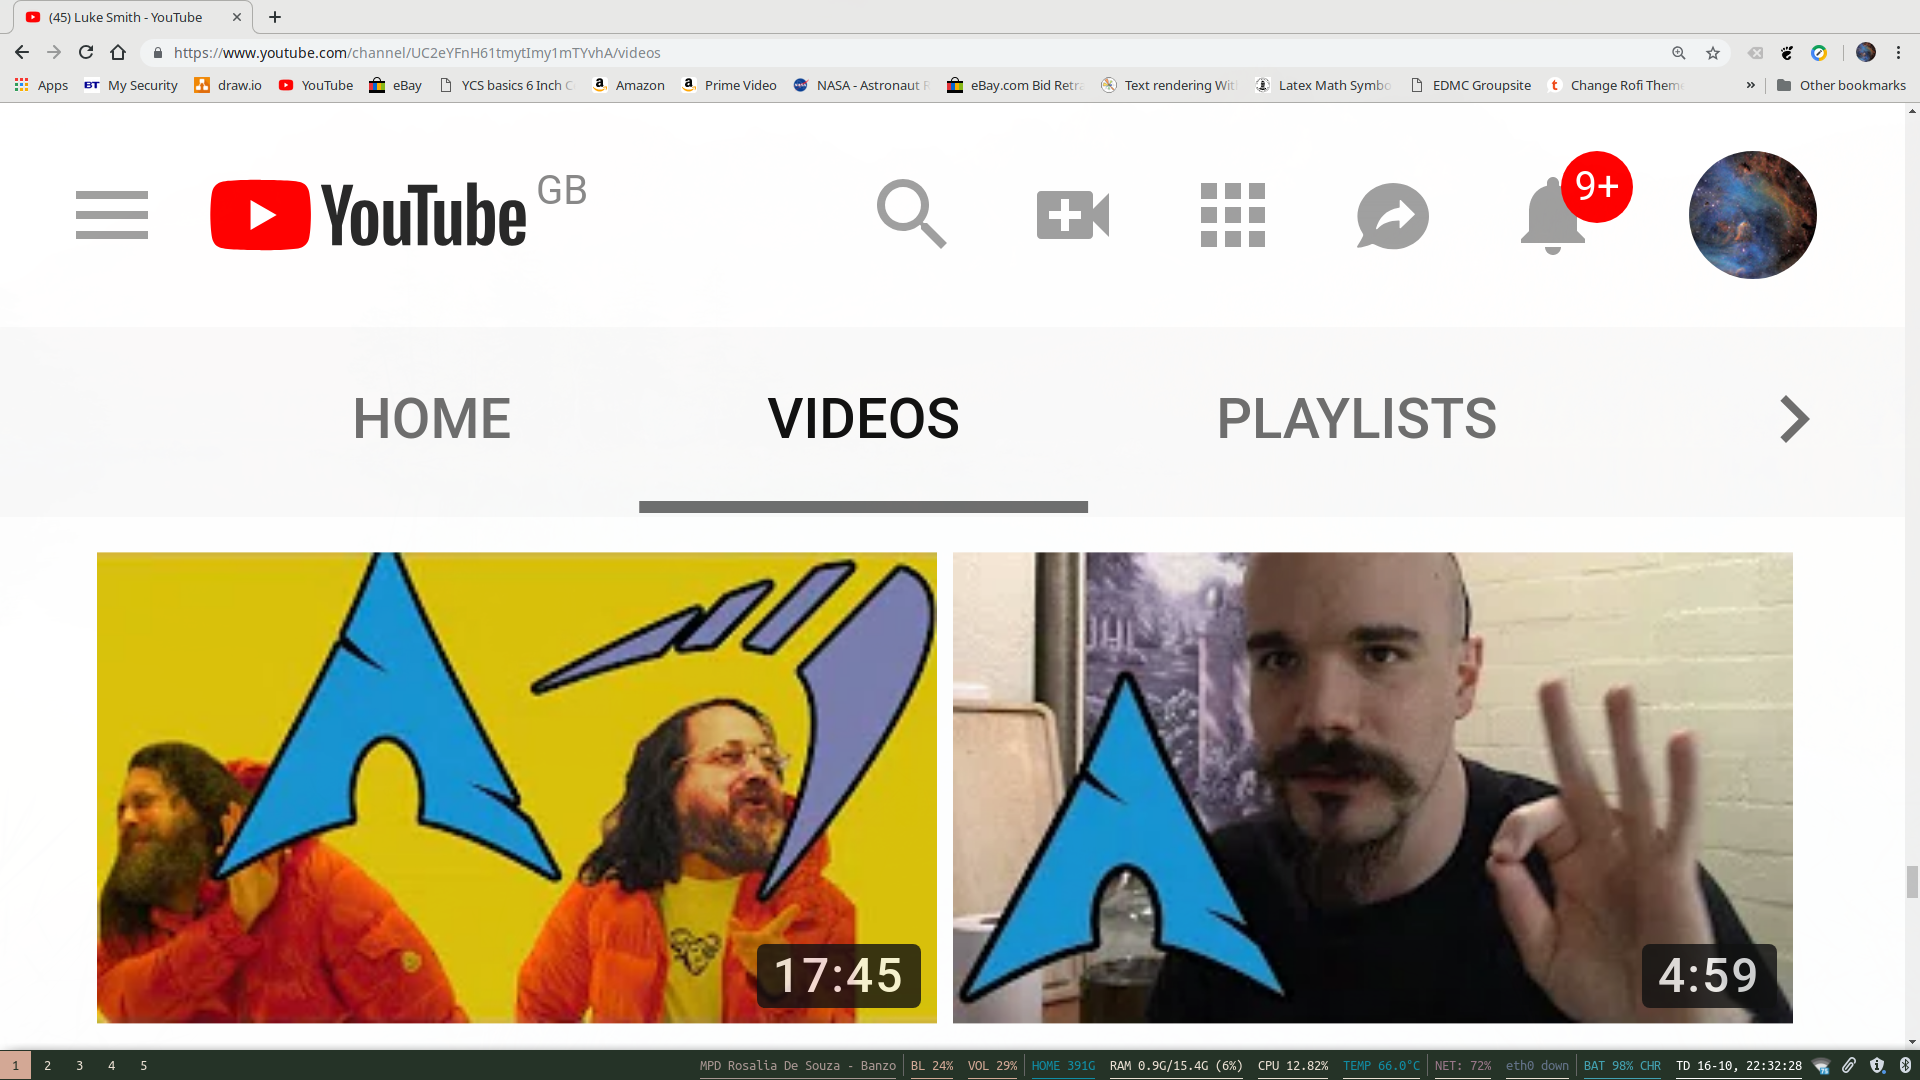 (45) Luke Smith - YouTube
https://www.youtube.com/channel/UC2eYFnH61tmytImy1mTYvhA/videos
Apps BT My Security draw.io YouTube eBay YCS basics 6 Inch C Amazon Prime Video NASA - Astronaut R eBay.com Bid Retra Text rendering Wit Latex Math Symbo EDMC Groupsite Change Rofi Them » Other bookmarks
YouTube GB
9+
HOME VIDEOS PLAYLISTS
17:45 4:59
1 2 3 4 5 MPD Rosalia De Souza - Banzo BL 24% VOL 29% HOME 391G RAM 0.9G/15.4G (6%) CPU 12.82% TEMP 66.0°C NET: 72% eth0 down BAT 98% CHR TD 16-10, 22:32:28